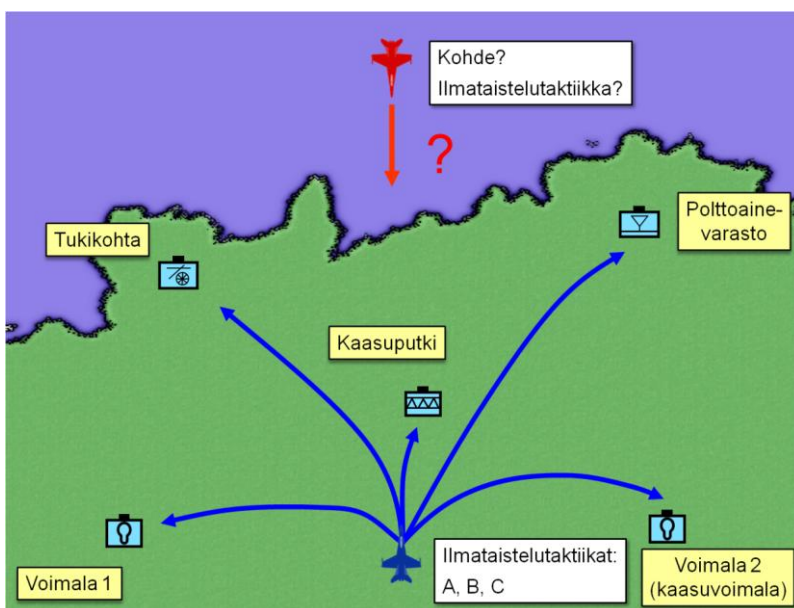 Kohde?
Ilmataistelutaktiikka?
?
Polttoaine-
varasto
Tukikohta
Kaasuputki
Ilmataistelutaktiikat:
A, B, C
Voimala 1
Voimala 2
(kaasuvoimala)